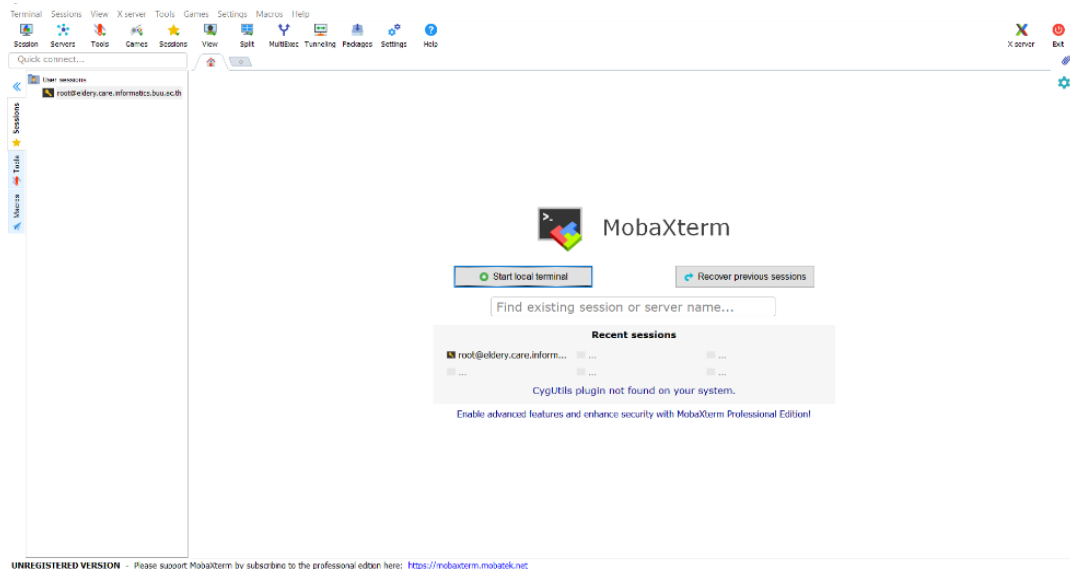 Terminal Sessions View X server Tools Games Settings Macros Help
Session Servers Tools Games Sessions View Split MultiExec Tunneling Packages Settings Help X server Exit
Quick connect...
User sessions
root@eldery.care.informatics.buu.ac.th
Sessions
Tools
Macros
MobaXterm
Start local terminal Recover previous sessions
Find existing session or server name...
Recent sessions
root@eldery.care.inform... ... ...
... ... ...
CygUtils plugin not found on your system.
Enable advanced features and enhance security with MobaXterm Professional Edition!
UNREGISTERED VERSION - Please support MobaXterm by subscribing to the professional edition here: https://mobaxterm.mobatek.net